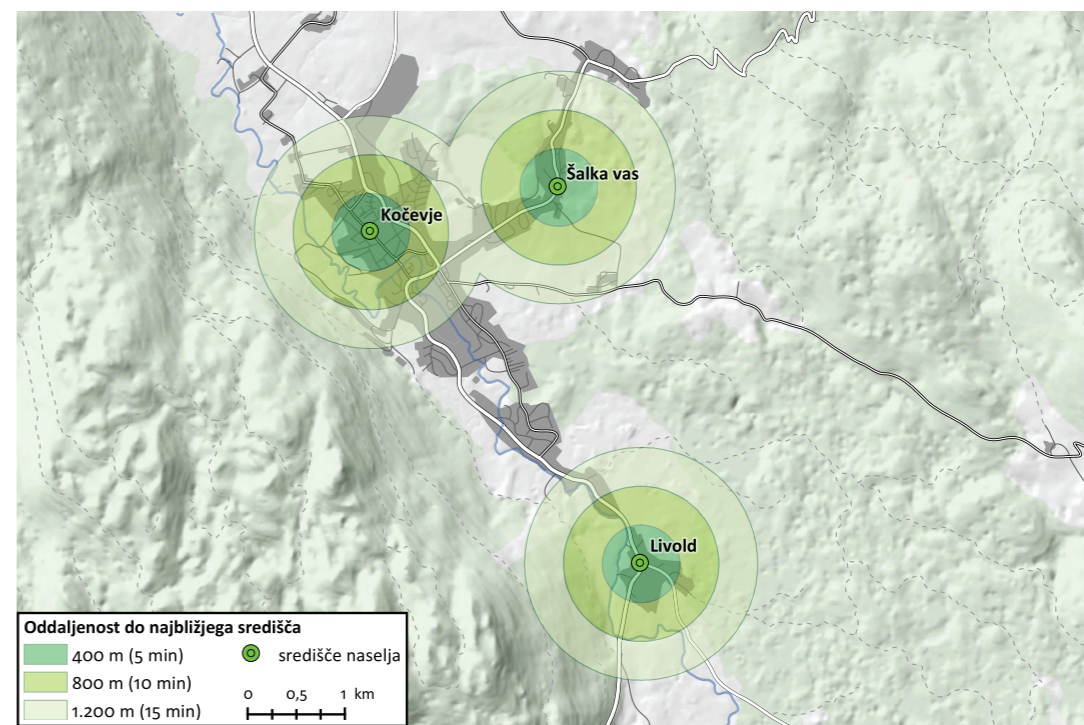 Šalka vas
Kočevje
Livold
Oddaljenost do najbližjega središča
400 m (5 min)
središče naselja
800 m (10 min)
0 0,5 1 km
1.200 m (15 min)